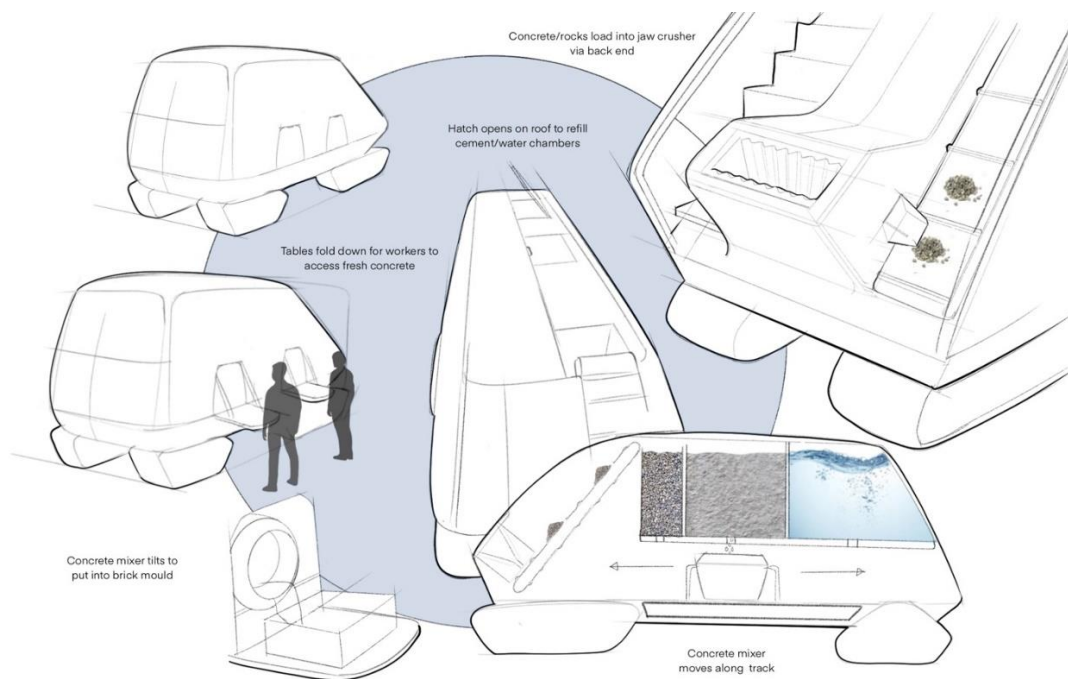 Concrete/rocks load into jaw crusher
via back end
Hatch opens on roof to refill
cement/water chambers
Tables fold down for workers to
access fresh concrete
Concrete mixer tilts to
put into brick mould
Concrete mixer
moves along track